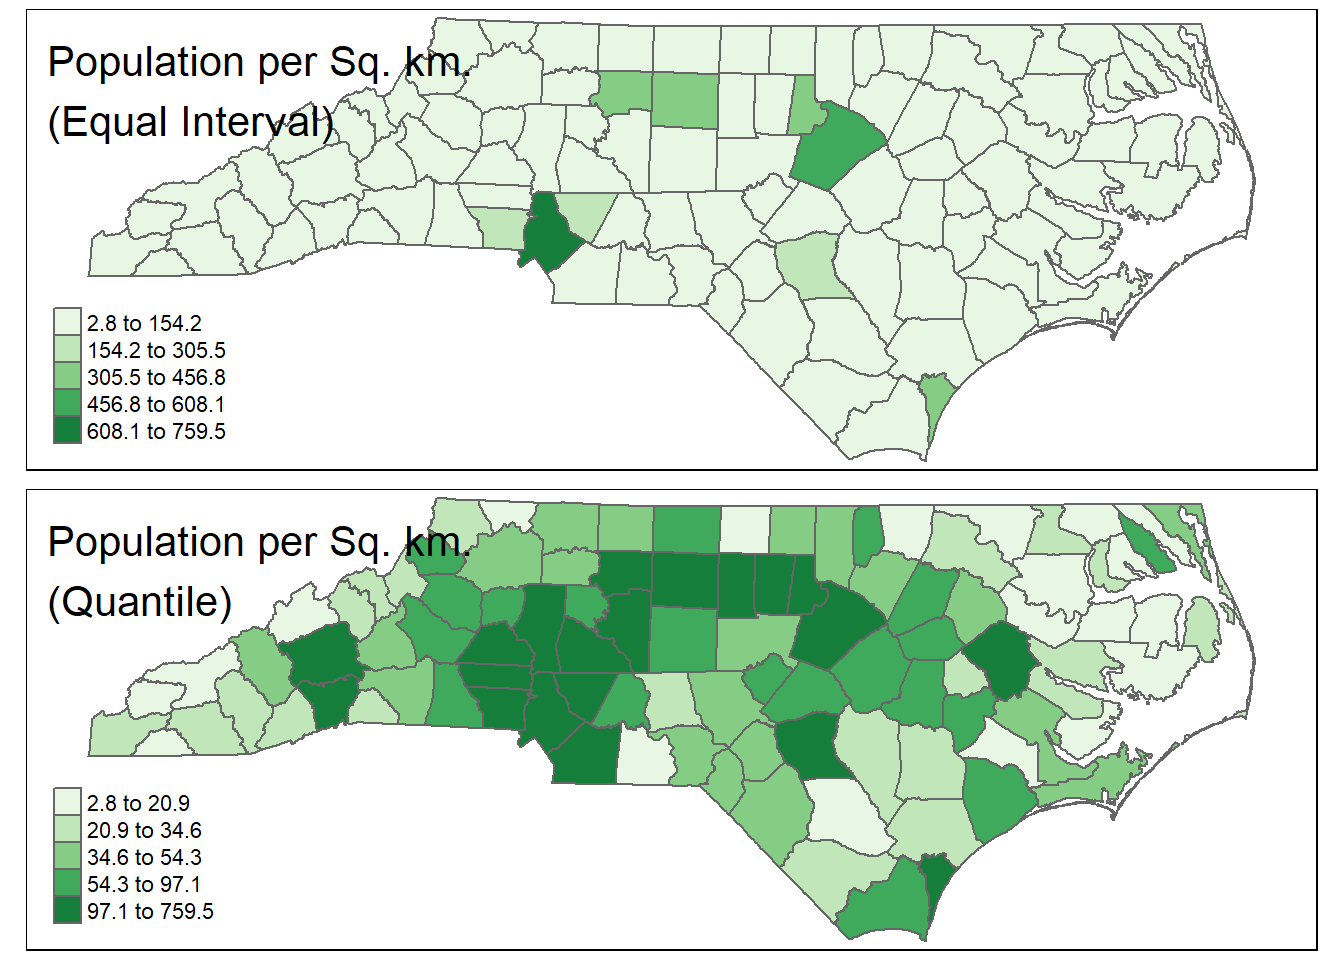 Population per Sq. km.
(Equal Interval)
2.8 to 154.2
154.2 to 305.5
305.5 to 456.8
456.8 to 608.1
608.1 to 759.5
Population per Sq. km.
(Quantile)
2.8 to 20.9
20.9 to 34.6
34.6 to 54.3
54.3 to 97.1
97.1 to 759.5